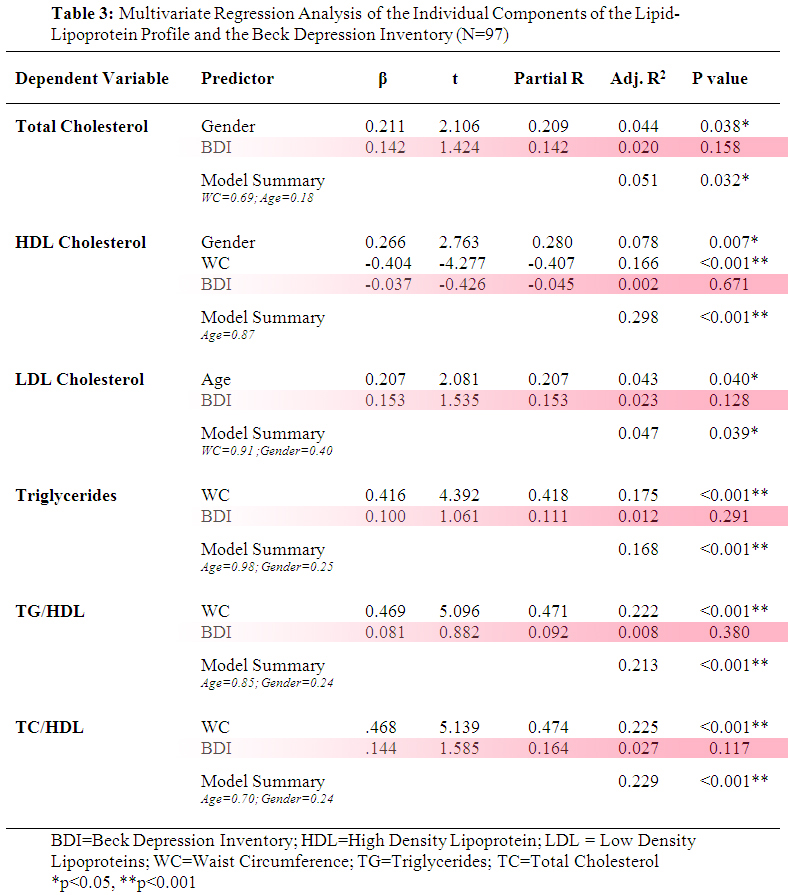 Table 3: Multivariate Regression Analysis of the Individual Components of the Lipid-
Lipoprotein Profile and the Beck Depression Inventory (N=97)
Dependent Variable Predictor β t Partial R Adj. R² P value
Total Cholesterol Gender 0.211 2.106 0.209 0.044 0.038*
BDI 0.142 1.424 0.142 0.020 0.158
Model Summary 0.051 0.032*
WC=0.69; Age=0.18
HDL Cholesterol Gender 0.266 2.763 0.280 0.078 0.007*
WC -0.404 -4.277 -0.407 0.166 <0.001**
BDI -0.037 -0.426 -0.045 0.002 0.671
Model Summary 0.298 <0.001**
Age=0.87
LDL Cholesterol Age 0.207 2.081 0.207 0.043 0.040*
BDI 0.153 1.535 0.153 0.023 0.128
Model Summary 0.047 0.039*
WC=0.91 ;Gender=0.40
Triglycerides WC 0.416 4.392 0.418 0.175 <0.001**
BDI 0.100 1.061 0.111 0.012 0.291
Model Summary 0.168 <0.001**
Age=0.98; Gender=0.25
TG/HDL WC 0.469 5.096 0.471 0.222 <0.001**
BDI 0.081 0.882 0.092 0.008 0.380
Model Summary 0.213 <0.001**
Age=0.85; Gender=0.24
TC/HDL WC .468 5.139 0.474 0.225 <0.001**
BDI .144 1.585 0.164 0.027 0.117
Model Summary 0.229 <0.001**
Age=0.70; Gender=0.24
BDI=Beck Depression Inventory; HDL=High Density Lipoprotein; LDL = Low Density
Lipoproteins; WC=Waist Circumference; TG=Triglycerides; TC=Total Cholesterol
*p<0.05, **p<0.001